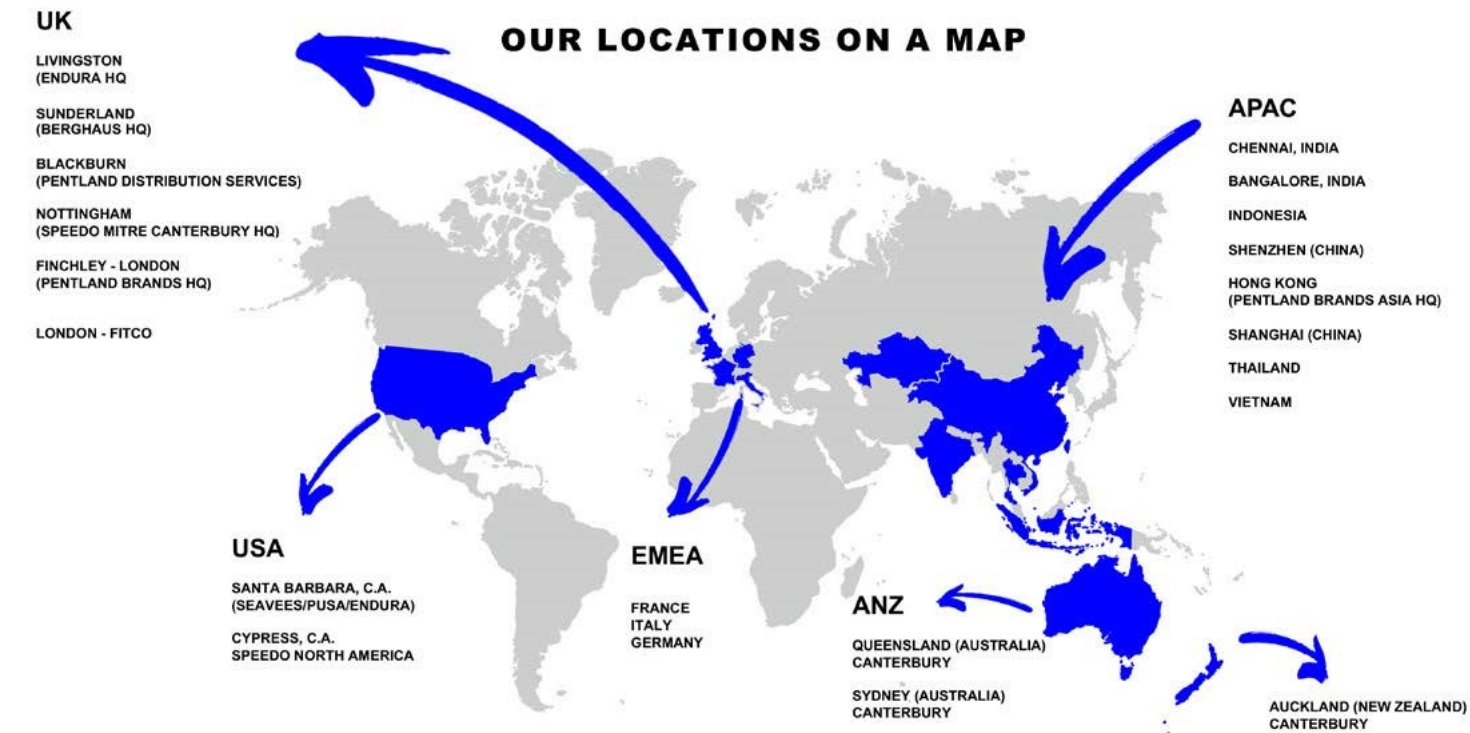 OUR LOCATIONS ON A MAP
UK
LIVINGSTON
(ENDURA HQ
SUNDERLAND
(BERGHAUS HQ)
BLACKBURN
(PENTLAND DISTRIBUTION SERVICES)
NOTTINGHAM
(SPEEDO MITRE CANTERBURY HQ)
FINCHLEY - LONDON
(PENTLAND BRANDS HQ)
LONDON - FITCO
APAC
CHENNAI, INDIA
BANGALORE, INDIA
INDONESIA
SHENZHEN (CHINA)
HONG KONG
(PENTLAND BRANDS ASIA HQ)
SHANGHAI (CHINA)
THAILAND
VIETNAM
USA
SANTA BARBARA, C.A.
(SEAVEES/PUSA/ENDURA)
CYPRESS, C.A.
SPEEDO NORTH AMERICA
EMEA
FRANCE
ITALY
GERMANY
ANZ
QUEENSLAND (AUSTRALIA)
CANTERBURY
SYDNEY (AUSTRALIA)
CANTERBURY
AUCKLAND (NEW ZEALAND)
CANTERBURY